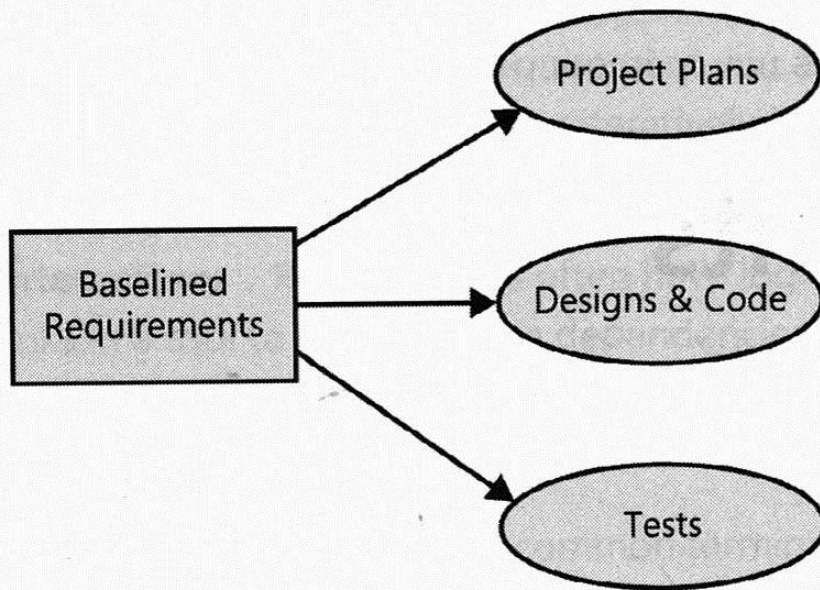 Project Plans
Baselined
Requirements
Designs & Code
Tests